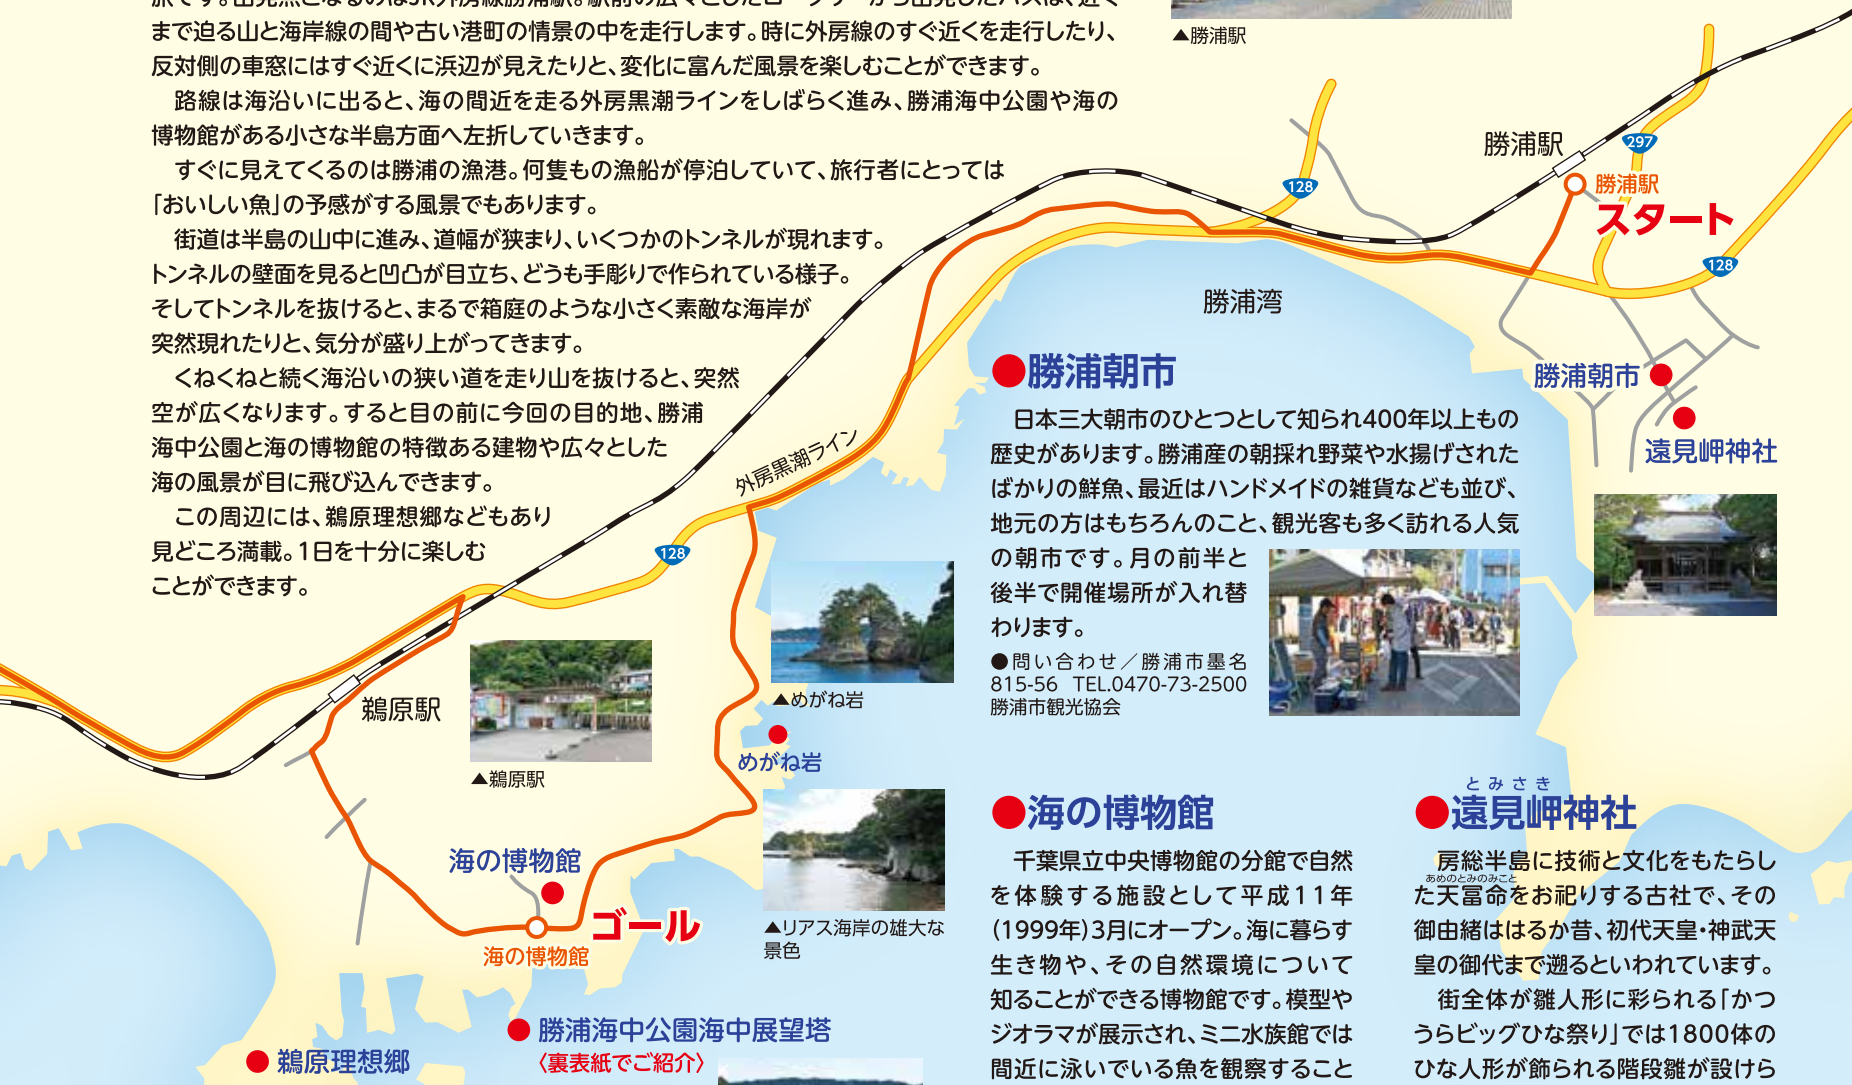 旅です。出発点となるのはJR外房線勝浦駅。駅前の広々としたロータリーから出発したバスは、近く
まで迫る山と海岸線の間や古い港町の情景の中を走行します。時に外房線のすぐ近くを走行したり、
反対側の車窓にはすぐ近くに浜辺が見えたりと、変化に富んだ風景を楽しむことができます。
路線は海沿いに出ると、海の間近を走る外房黒潮ラインをしばらく進み、勝浦海中公園や海の
博物館がある小さな半島方面へ左折していきます。
すぐに見えてくるのは勝浦の漁港。何隻もの漁船が停泊していて、旅行者にとっては
「おいしい魚」の予感がする風景でもあります。
街道は半島の山中に進み、道幅が狭まり、いくつかのトンネルが現れます。
トンネルの壁面を見ると凹凸が目立ち、どうも手彫りで作られている様子。
そしてトンネルを抜けると、まるで箱庭のような小さく素敵な海岸が
突然現れたりと、気分が盛り上がってきます。
くねくねと続く海沿いの狭い道を走り山を抜けると、突然
空が広くなります。すると目の前に今回の目的地、勝浦
海中公園と海の博物館の特徴ある建物や広々とした
海の風景が目に飛び込んできます。
この周辺には、鵜原理想郷などもあり
見どころ満載。1日を十分に楽しむ
ことができます。
▲勝浦駅
勝浦駅
297
128
勝浦駅
スタート
128
勝浦湾
勝浦朝市
遠見岬神社
外房黒潮ライン
128
鵜原駅
▲鵜原駅
▲めがね岩
めがね岩
▲リアス海岸の雄大な
景色
海の博物館
ゴール
海の博物館
勝浦海中公園海中展望塔
〈裏表紙でご紹介〉
鵜原理想郷
●勝浦朝市
日本三大朝市のひとつとして知られ400年以上もの
歴史があります。勝浦産の朝採れ野菜や水揚げされた
ばかりの鮮魚、最近はハンドメイドの雑貨なども並び、
地元の方はもちろんのこと、観光客も多く訪れる人気
の朝市です。月の前半と
後半で開催場所が入れ替
わります。
●問い合わせ／勝浦市墨名
815-56 TEL.0470-73-2500
勝浦市観光協会
●海の博物館
千葉県立中央博物館の分館で自然
を体験する施設として平成11年
(1999年)3月にオープン。海に暮らす
生き物や、その自然環境について
知ることができる博物館です。模型や
ジオラマが展示され、ミニ水族館では
間近に泳いでいる魚を観察すること
とみさき
●遠見岬神社
房総半島に技術と文化をもたらし
あめのとみのみこと
た天冨命をお祀りする古社で、その
御由緒ははるか昔、初代天皇・神武天
皇の御代まで遡るといわれています。
街全体が雛人形に彩られる「かつ
うらビッグひな祭り」では1800体の
ひな人形が飾られる階段雛が設けら